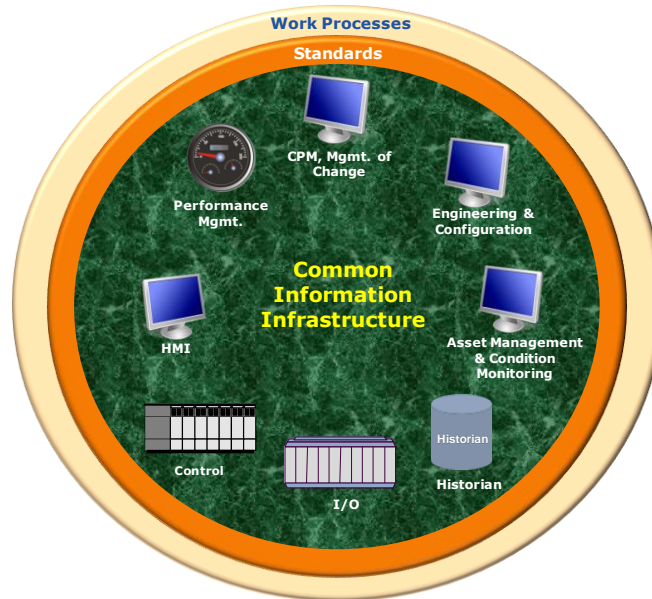 Work Processes
Standards
CPM, Mgmt. of
Change
Performance
Mgmt.
Engineering &
Configuration
Common
Information
Infrastructure
HMI
Asset Management
& Condition
Monitoring
Control
Historian
Historian
I/O